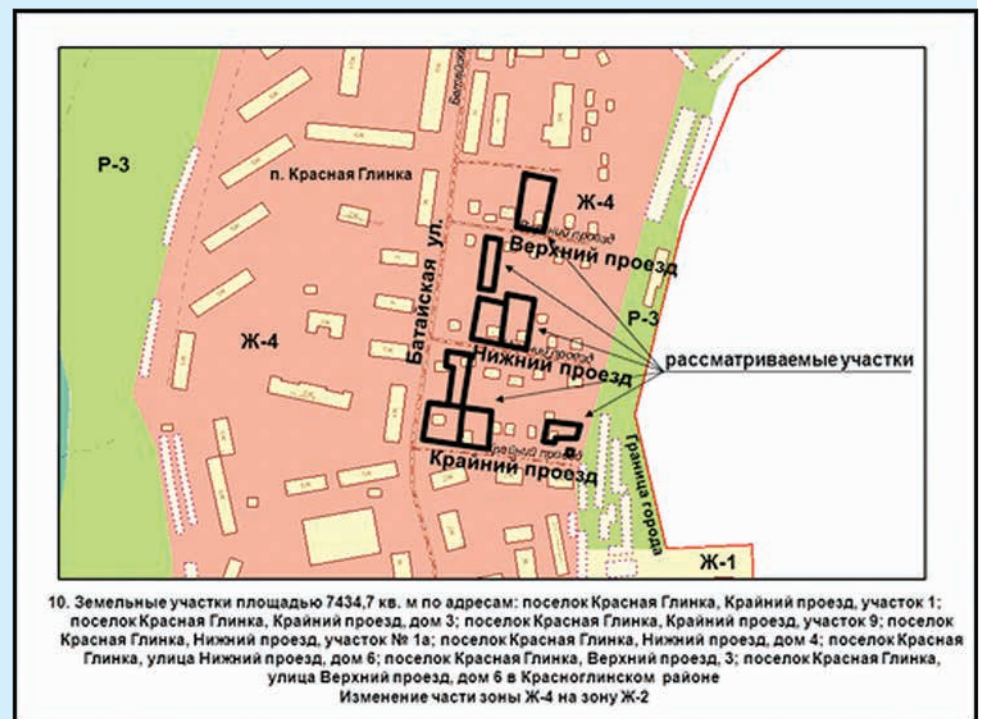 Батайская
Р-3
п. Красная Глинка
Ж-4
Верхний проезд
Батайская ул.
Р-3
Ж-4
Нижний проезд
рассматриваемые участки
Крайний проезд
Крайний проезд
Граница города
Ж-1
10. Земельные участки площадью 7434,7 кв. м по адресам: поселок Красная Глинка, Крайний проезд, участок 1;
поселок Красная Глинка, Крайний проезд, дом 3; поселок Красная Глинка, Крайний проезд, участок 9; поселок
Красная Глинка, Нижний проезд, участок № 1а; поселок Красная Глинка, Нижний проезд, дом 4; поселок Красная
Глинка, улица Нижний проезд, дом 6; поселок Красная Глинка, Верхний проезд, 3; поселок Красная Глинка,
улица Верхний проезд, дом 6 в Красноглинском районе
Изменение части зоны Ж-4 на зону Ж-2